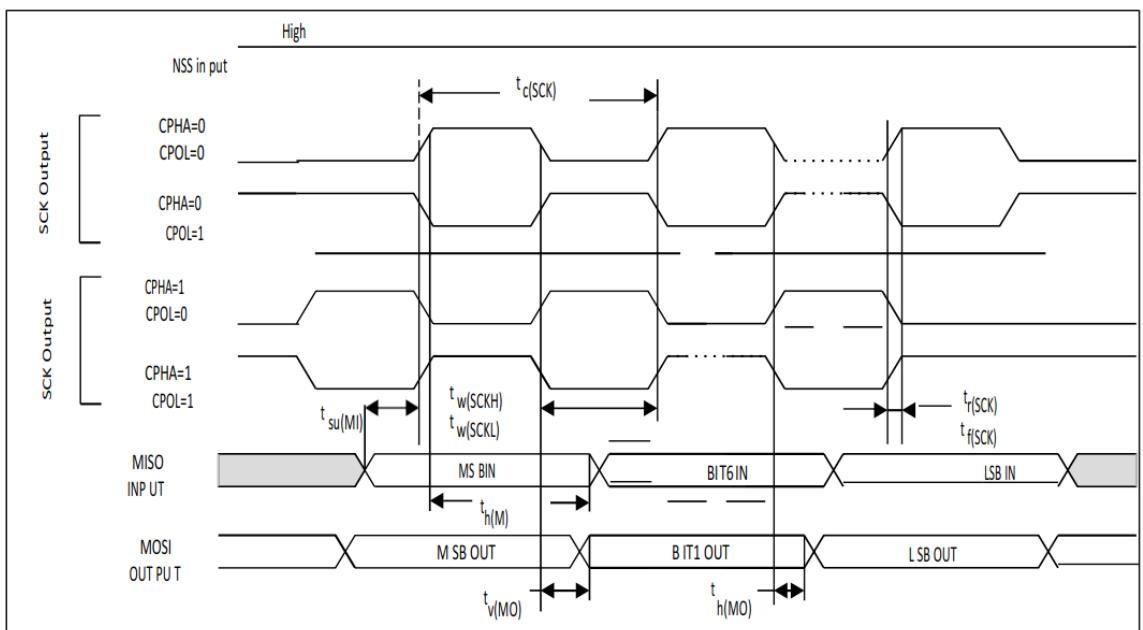 High
NSS in put
t c(SCK)
SCK Output
CPHA=0
CPOL=0
CPHA=0
CPOL=1
SCK Output
CPHA=1
CPOL=0
CPHA=1
CPOL=1
t su(MI)
t w(SCKH)
t w(SCKL)
t r(SCK)
t f(SCK)
MISO
INP UT
MS BIN
BIT6 IN
LSB IN
t h(M)
MOSI
OUT PU T
M SB OUT
B IT1 OUT
L SB OUT
t v(MO)
t h(MO)